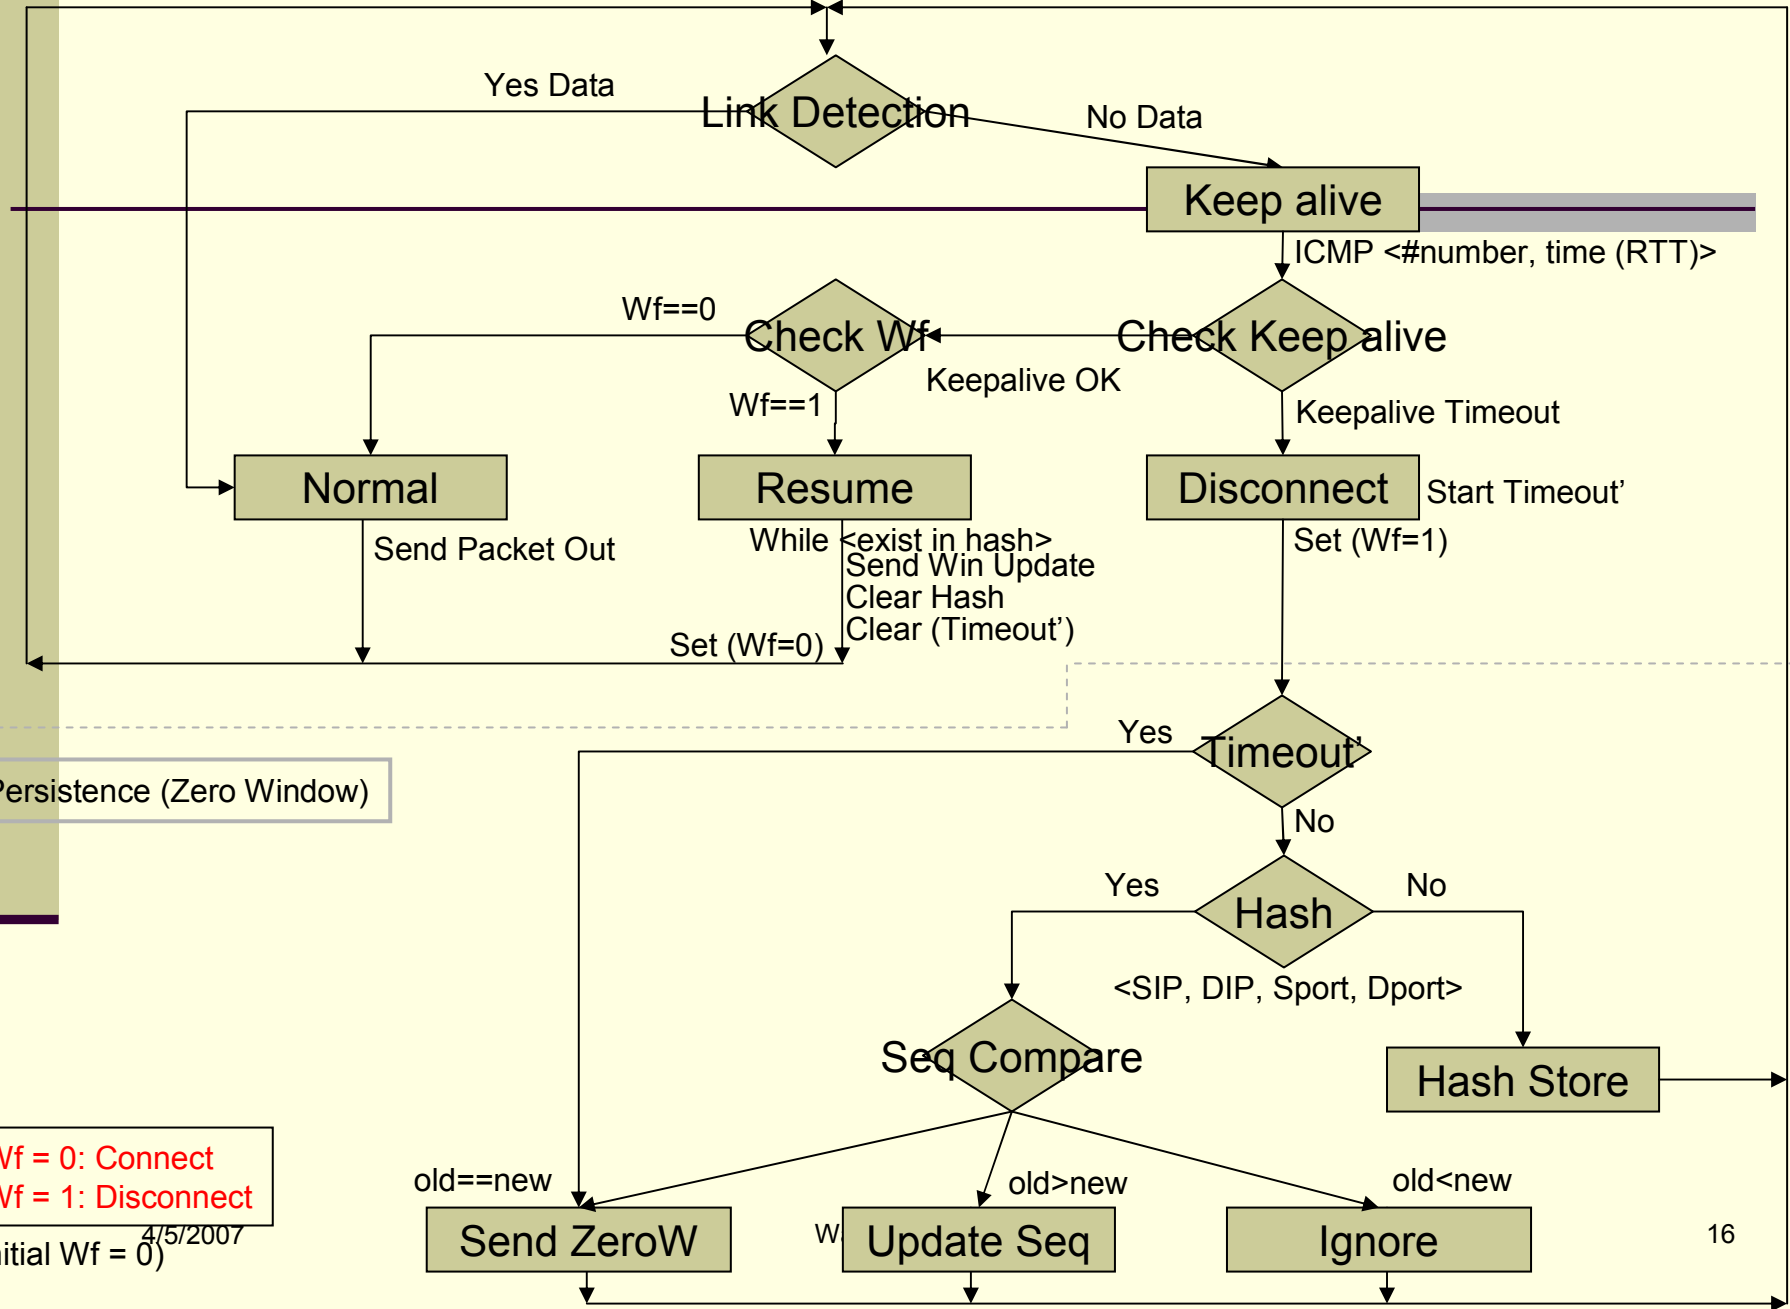 Yes Data
Link Detection
No Data
Keep alive
ICMP <#number, time (RTT)>
Wf==0
Check Wf
Check Keep alive
Keepalive OK
Wf==1
Keepalive Timeout
Normal
Resume
Disconnect
Start Timeout'
Send Packet Out
While <exist in hash>
Send Win Update
Clear Hash
Clear (Timeout’)
Set (Wf=1)
Set (Wf=0)
Yes
Timeout'
Persistence (Zero Window)
No
Yes
Hash
No
<SIP, DIP, Sport, Dport>
Seq Compare
Hash Store
Wf = 0: Connect
Wf = 1: Disconnect
old==new
old>new
old<new
4/5/2007
Send ZeroW
Update Seq
Ignore
16
Wf = 0)